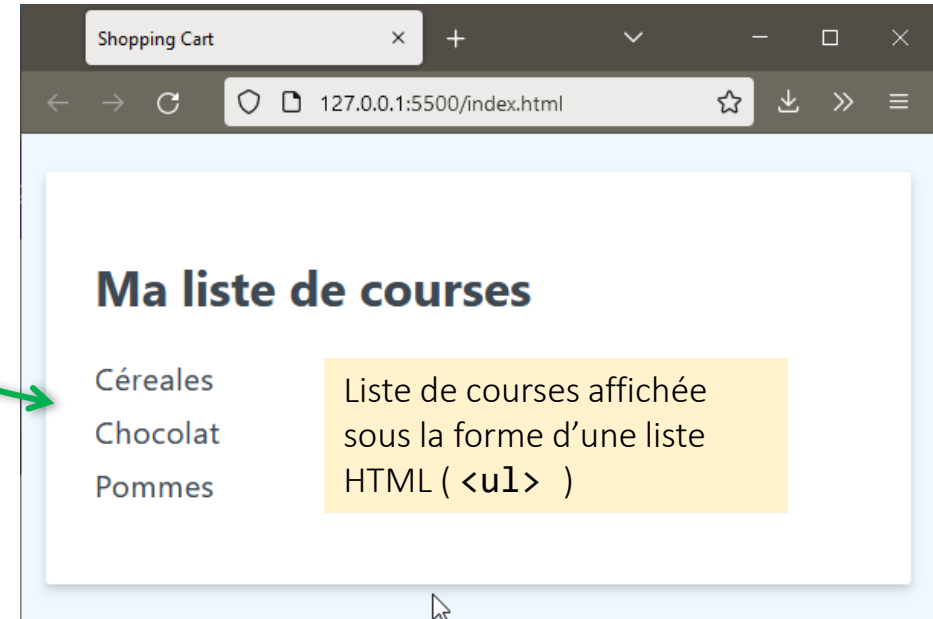 Shopping Cart
127.0.0.1:5500/index.html
Ma liste de courses
Céreales
Chocolat
Pommes
Liste de courses affichée
sous la forme d’une liste
HTML ( <ul> )